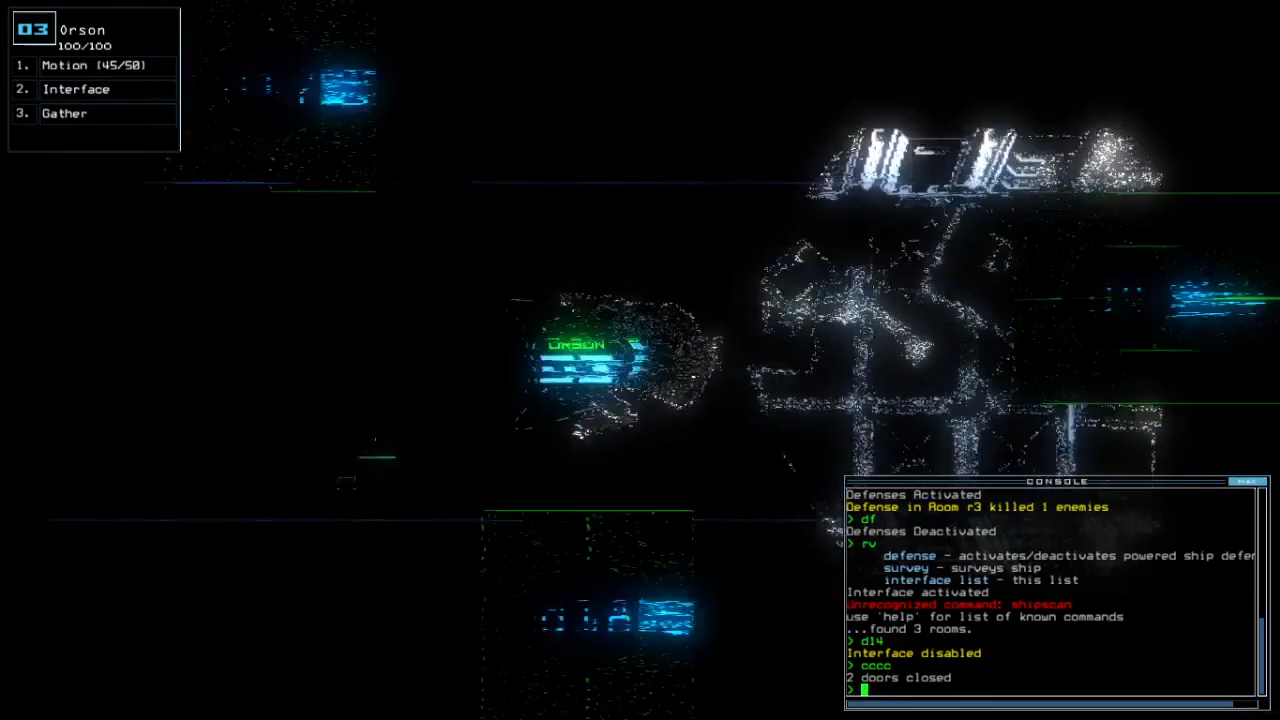 03 Orson
100/100
1. Motion (45/50)
2. Interface
3. Gather
ORSON
CONSOLE
Defenses Activated
Defense in Room r3 killed 1 enemies
> df
Defenses Deactivated
> rv
defense - activates/deactivates powered ship defen
survey - surveys ship
interface list - this list
Interface activated
Unrecognized command: shipscan
use 'help' for list of known commands
...found 3 rooms.
> d14
Interface disabled
> cccc
2 doors closed
>